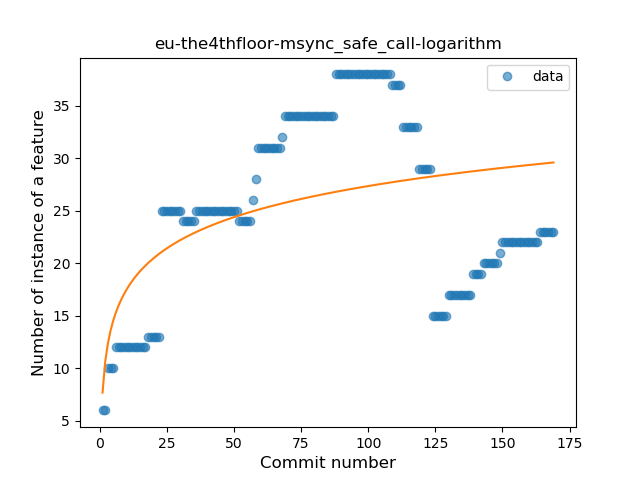 eu-the4thfloor-msync_safe_call-logarithm
data
Number of instance of a feature
35
30
25
20
15
10
5
0 25 50 75 100 125 150 175
Commit number